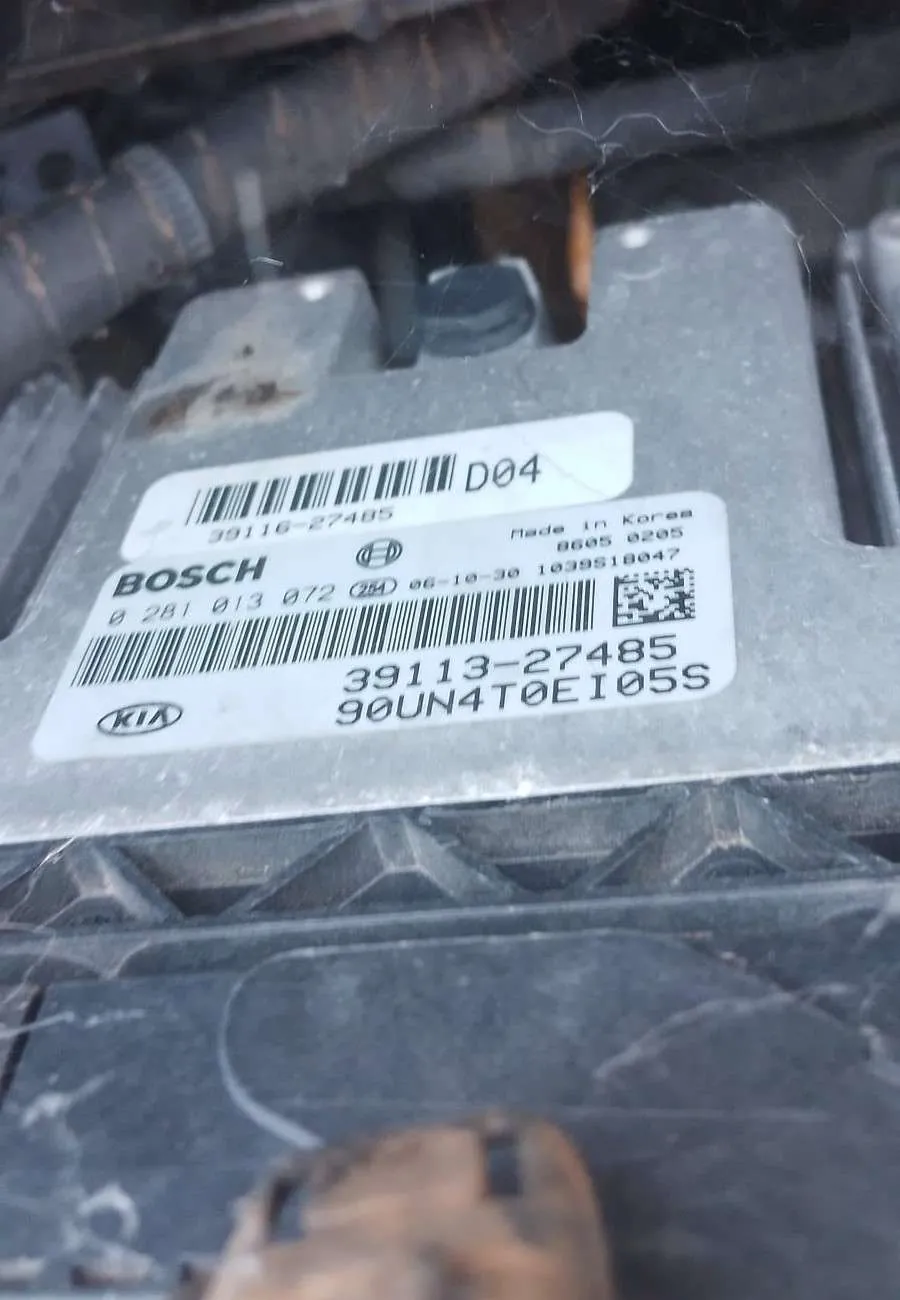 D04
39116-27485
Made in Korea
BOSCH
8605 0205
0 281 013 072 254 06-10-30 1039S18047
39113-27485
90UN4T0EI05S
KIA